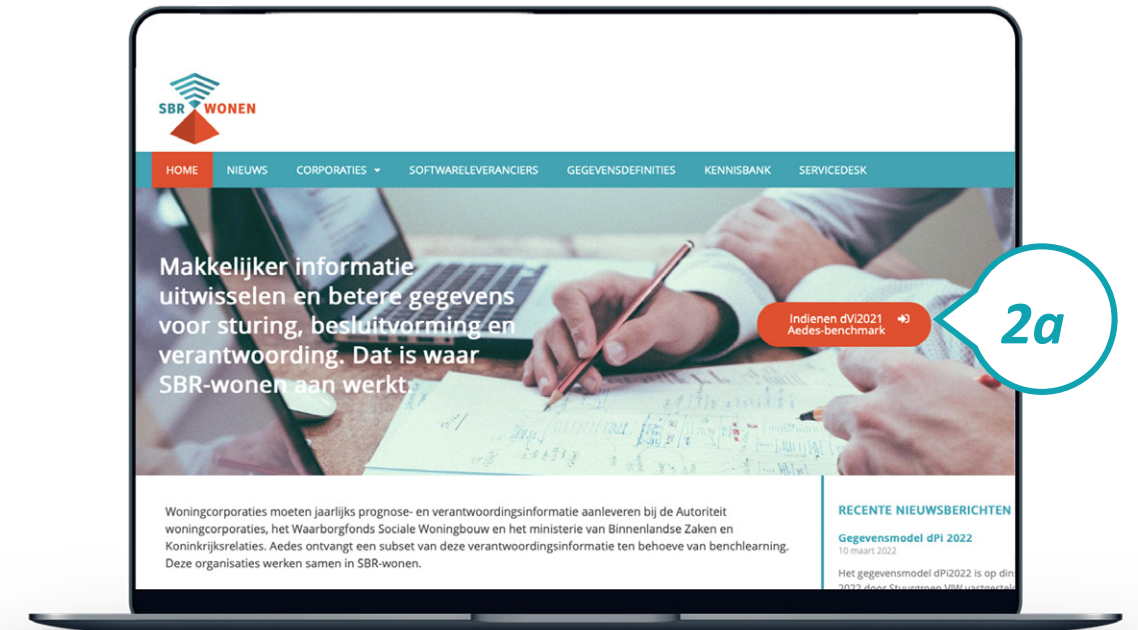 SBR WONEN
HOME NIEUWS CORPORATIES SOFTWARELEVERANCIERS GEGEVENSDEFINITIES KENNISBANK SERVICEDESK
Makkelijker informatie
uitwisselen en betere gegevens
voor sturing, besluitvorming en
verantwoording. Dat is waar
SBR-wonen aan werkt.
Indienen dVi2021
Aedes-benchmark
2a
Woningcorporaties moeten jaarlijks prognose- en verantwoordingsinformatie aanleveren bij de Autoriteit
woningcorporaties, het Waarborgfonds Sociale Woningbouw en het ministerie van Binnenlandse Zaken en
Koninkrijksrelaties. Aedes ontvangt een subset van deze verantwoordingsinformatie ten behoeve van benchlearning.
Deze organisaties werken samen in SBR-wonen.
RECENTE NIEUWSBERICHTEN
Gegevensmodel dPi 2022
10 maart 2022
Het gegevensmodel dPi2022 is op din
2022 door Stuurgroep VIW vastgestel